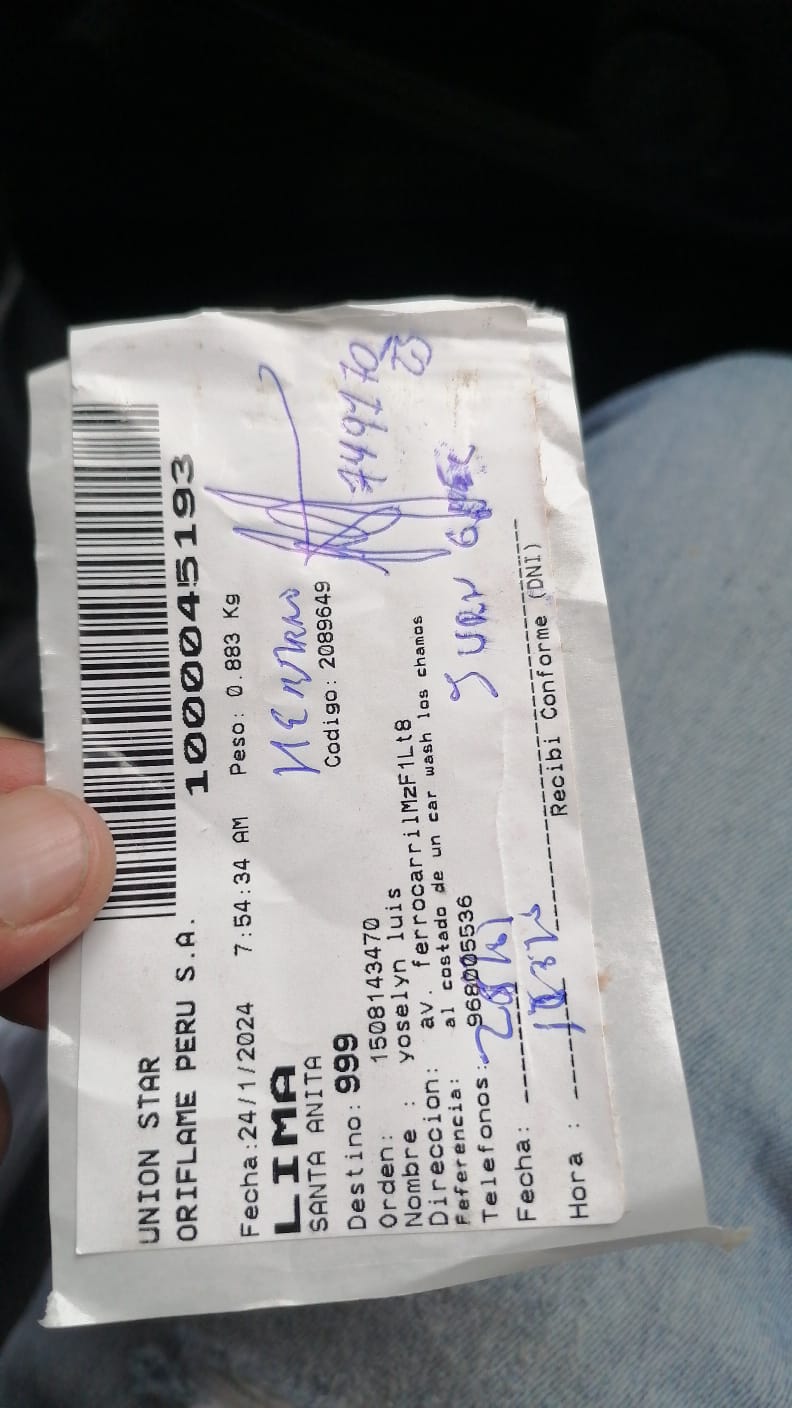 UNION STAR
ORIFLAME PERU S.A. 1000045193
Fecha:24/1/2024 7:54:34 AM Peso: 0.883 Kg
LIMA
SANTA ANITA
Codigo: 2089649
Destino: 999
Orden: 1508143470
Nombre : yoselyn luis
Direccion: av. ferrocarrilMzF1Lt8
Referencia: al costado de un car wash los chamos
Telefonos: 968005536
JUAN
Fecha:
Hora : Recibi Conforme (DNI)